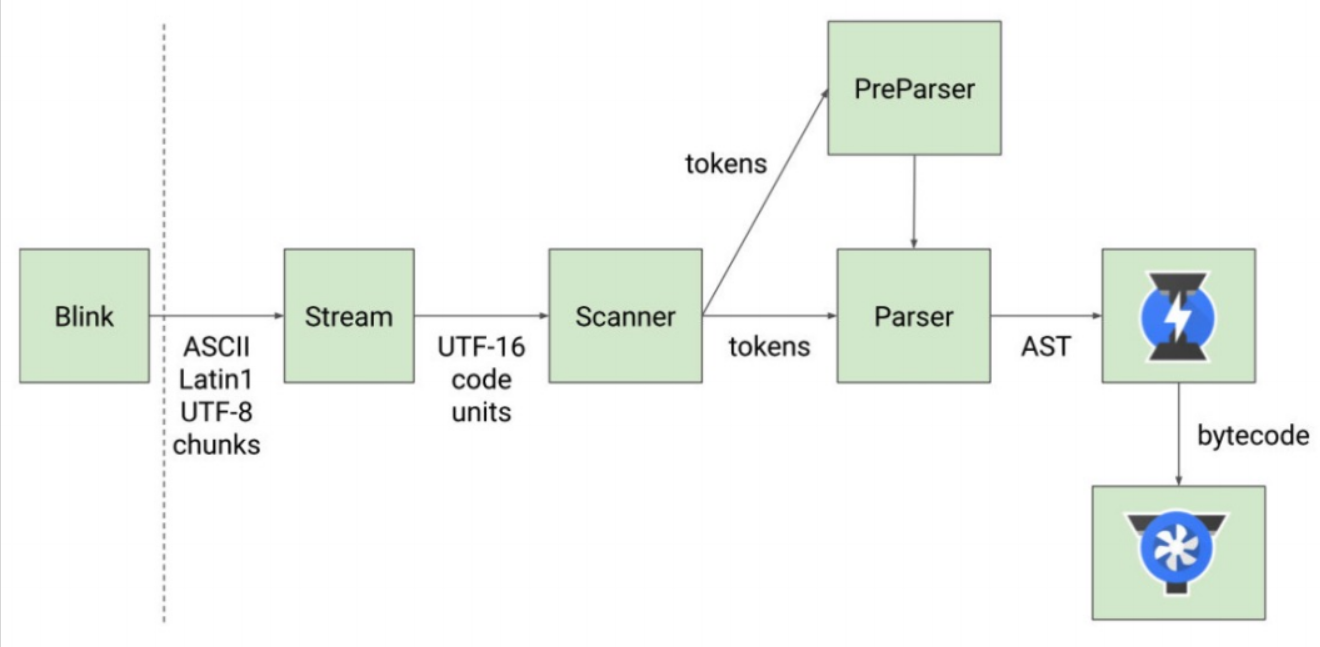 PreParser
tokens
Blink
Stream
Scanner
Parser
ASCII
Latin1
UTF-8
chunks
UTF-16
code
units
tokens
AST
bytecode